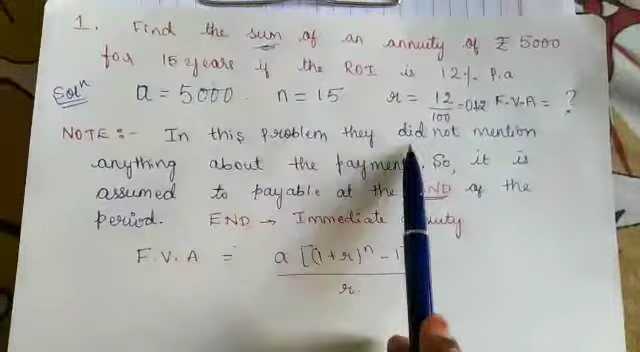 1. Find the sum of an annuity of ₹ 5000
for 15 years if the ROI is 12% P.a
Solⁿ a = 5000 n = 15 r = 12/100 = 0.12 F.V.A = ?
NOTE :- In this problem they did not mention
anything about the payment. So, it is
assumed to payable at the END of the
period. END → Immediate
F.V.A = a [(1+r)ⁿ - 1
r.